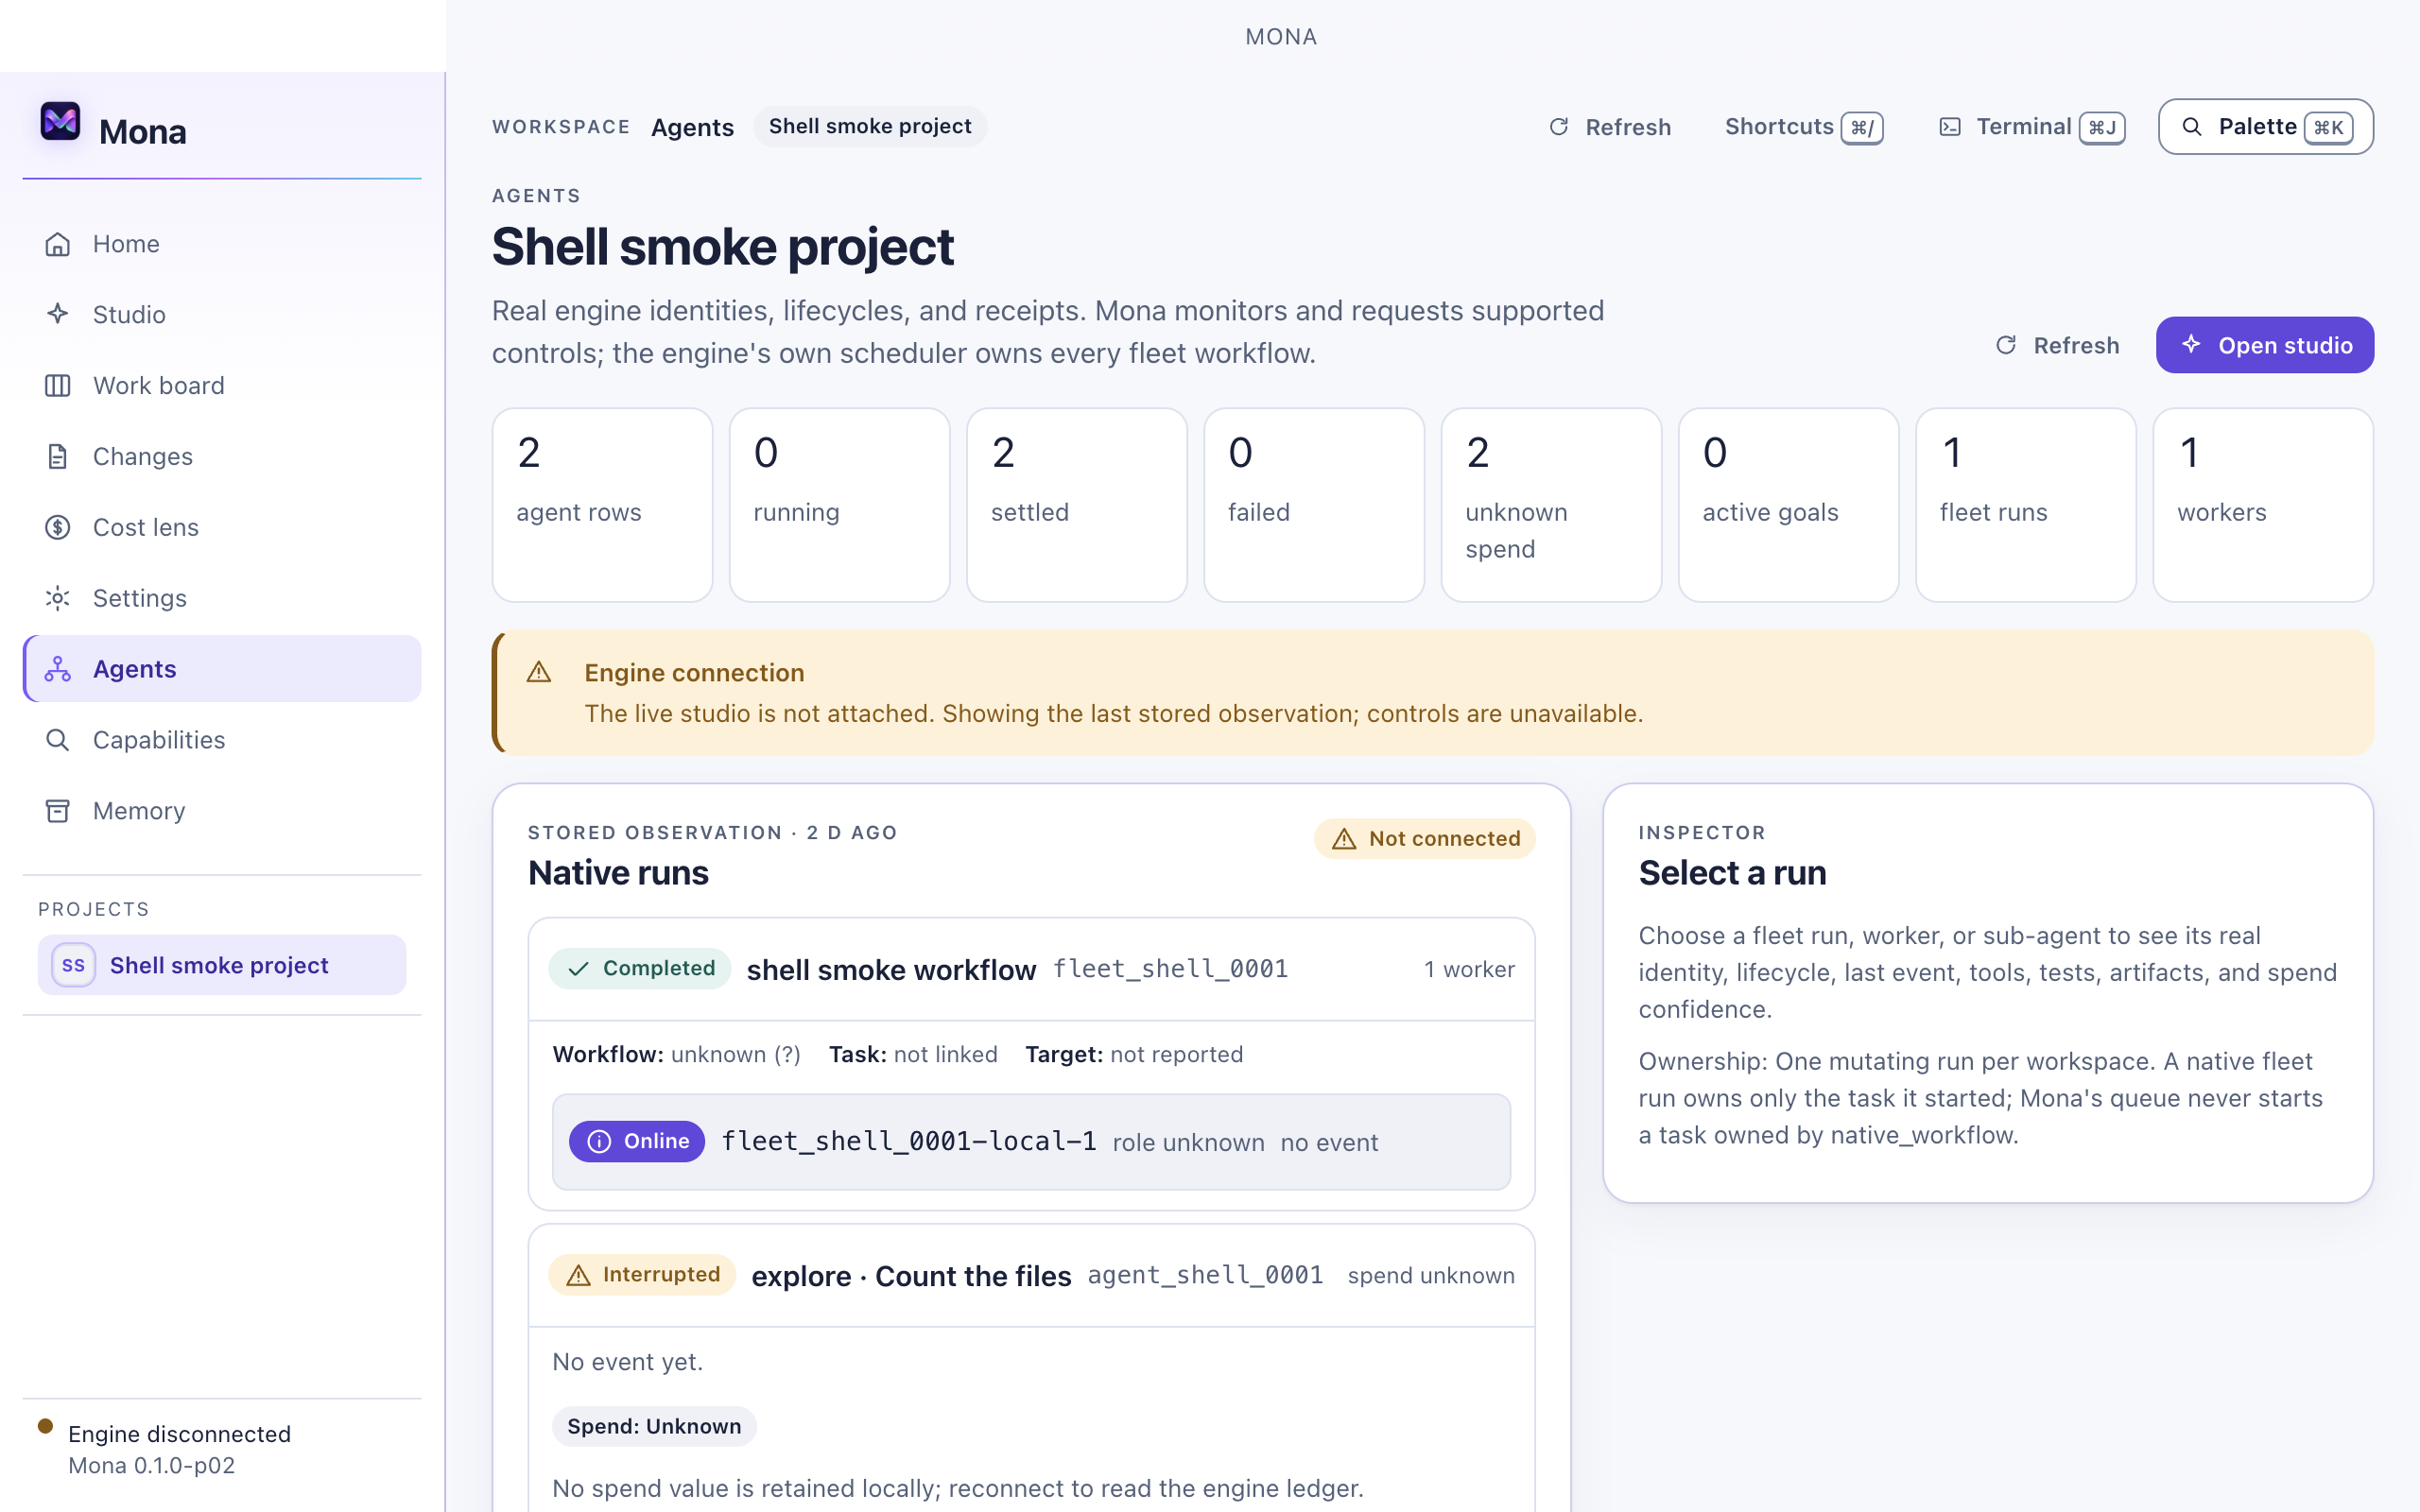 MONA
Mona
Home
Studio
Work board
Changes
Cost lens
Settings
Agents
Capabilities
Memory
PROJECTS
SS Shell smoke project
Engine disconnected
Mona 0.1.0-p02
WORKSPACE Agents Shell smoke project
Refresh Shortcuts ⌘/ Terminal ⌘J Palette ⌘K
AGENTS
Shell smoke project
Real engine identities, lifecycles, and receipts. Mona monitors and requests supported
controls; the engine's own scheduler owns every fleet workflow.
Refresh Open studio
2
agent rows
0
running
2
settled
0
failed
2
unknown
spend
0
active goals
1
fleet runs
1
workers
Engine connection
The live studio is not attached. Showing the last stored observation; controls are unavailable.
STORED OBSERVATION · 2 D AGO
Native runs
Not connected
Completed shell smoke workflow fleet_shell_0001 1 worker
Workflow: unknown (?) Task: not linked Target: not reported
Online fleet_shell_0001-local-1 role unknown no event
Interrupted explore · Count the files agent_shell_0001 spend unknown
No event yet.
Spend: Unknown
No spend value is retained locally; reconnect to read the engine ledger.
INSPECTOR
Select a run
Choose a fleet run, worker, or sub-agent to see its real
identity, lifecycle, last event, tools, tests, artifacts, and spend
confidence.
Ownership: One mutating run per workspace. A native fleet
run owns only the task it started; Mona's queue never starts
a task owned by native_workflow.